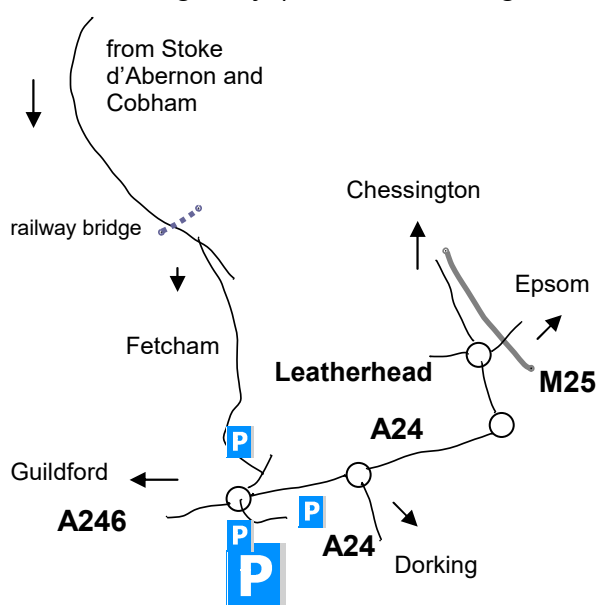 from Stoke
d'Abernon and
Cobham
Chessington
railway bridge
Epsom
Fetcham
Leatherhead
M25
A24
P
Guildford
A246
P
P
A24
Dorking
P